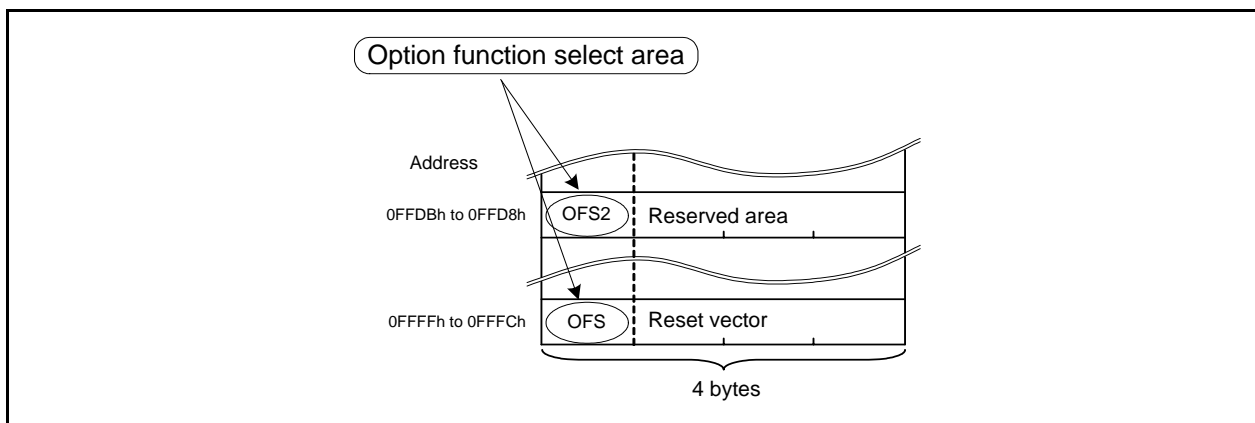 Option function select area
Address
0FFDBh to 0FFD8h
OFS2
Reserved area
0FFFFh to 0FFFCh
OFS
Reset vector
4 bytes